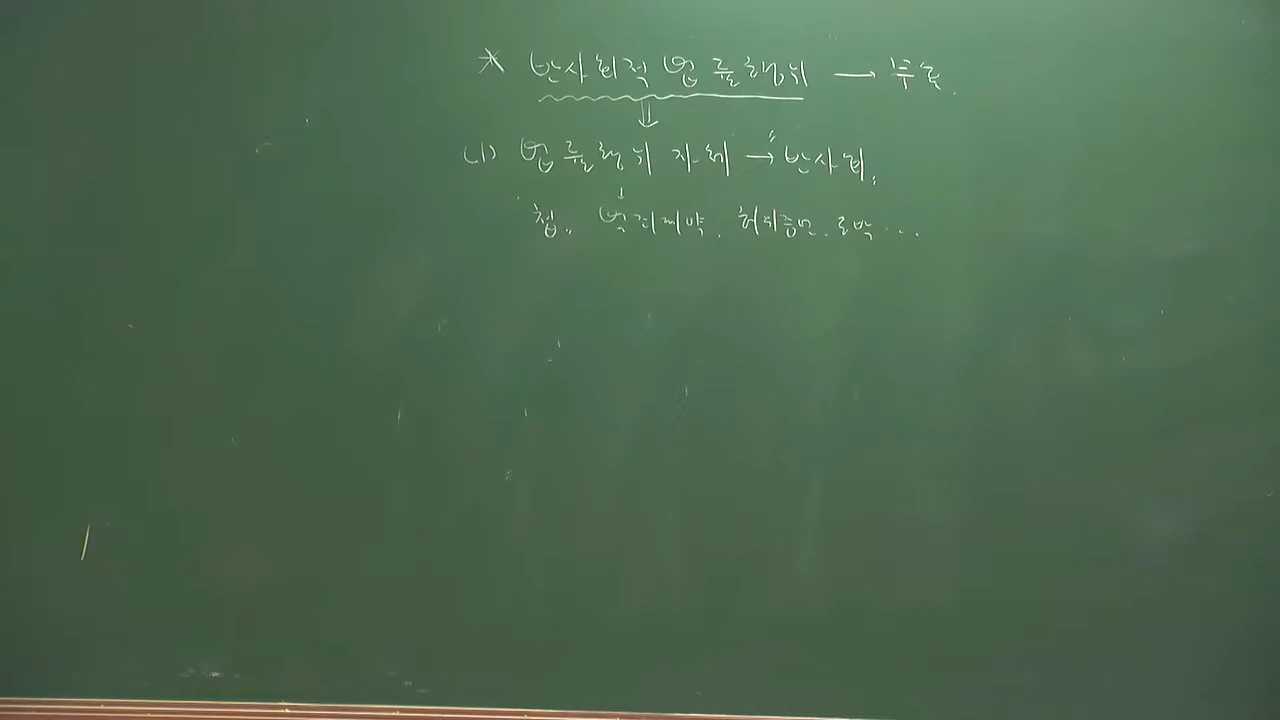 * 반사회적 법률행위 → 무효.
⇓
(1) 법률행위 자체 → "반사회"
↓
첩, 범죄계약, 허위증언, 도박....